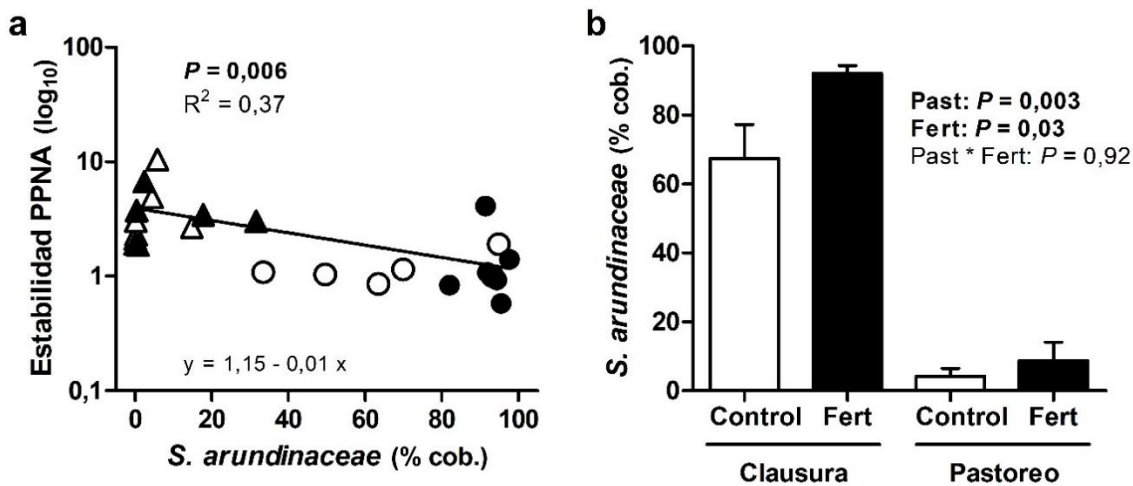 a
Estabilidad PPNA (log10)
100
10
1
0,1
P = 0,006
R2 = 0,37
y = 1,15 - 0,01 x
0 20 40 60 80 100
S. arundinaceae (% cob.)
b
S. arundinaceae (% cob.)
100
80
60
40
20
0
Past: P = 0,003
Fert: P = 0,03
Past * Fert: P = 0,92
Control Fert Control Fert
Clausura Pastoreo